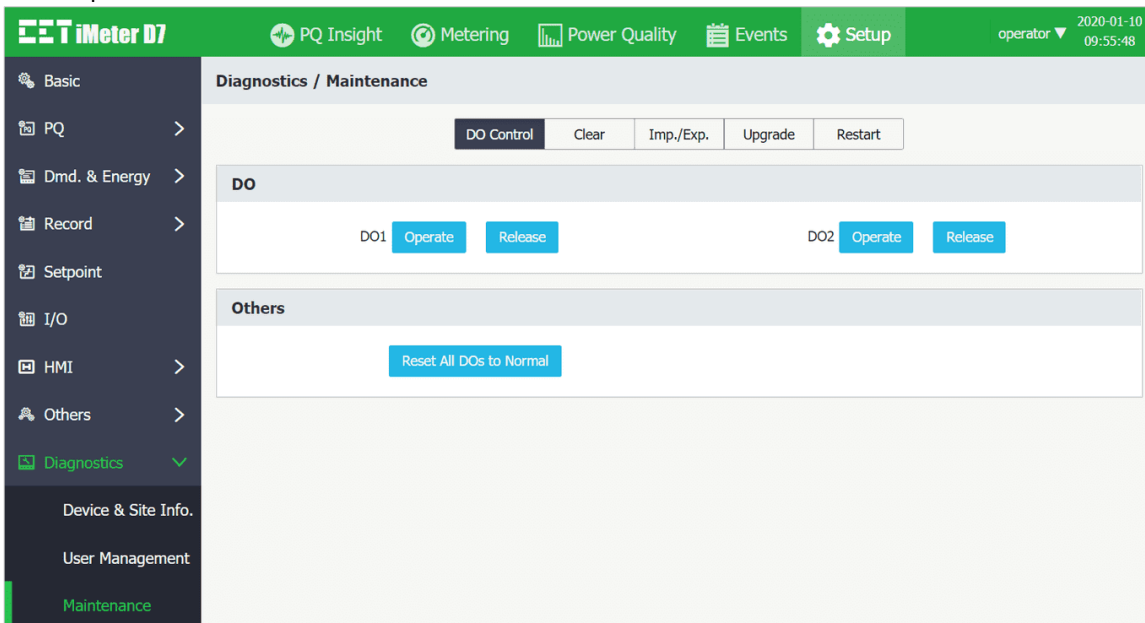 CET iMeter D7
PQ Insight Metering Power Quality Events Setup
operator ▼ 2020-01-10
09:55:48
Basic
PQ
Dmd. & Energy
Record
Setpoint
I/O
HMI
Others
Diagnostics
Device & Site Info.
User Management
Maintenance
Diagnostics / Maintenance
DO Control Clear Imp./Exp. Upgrade Restart
DO
DO1 Operate Release DO2 Operate Release
Others
Reset All DOs to Normal